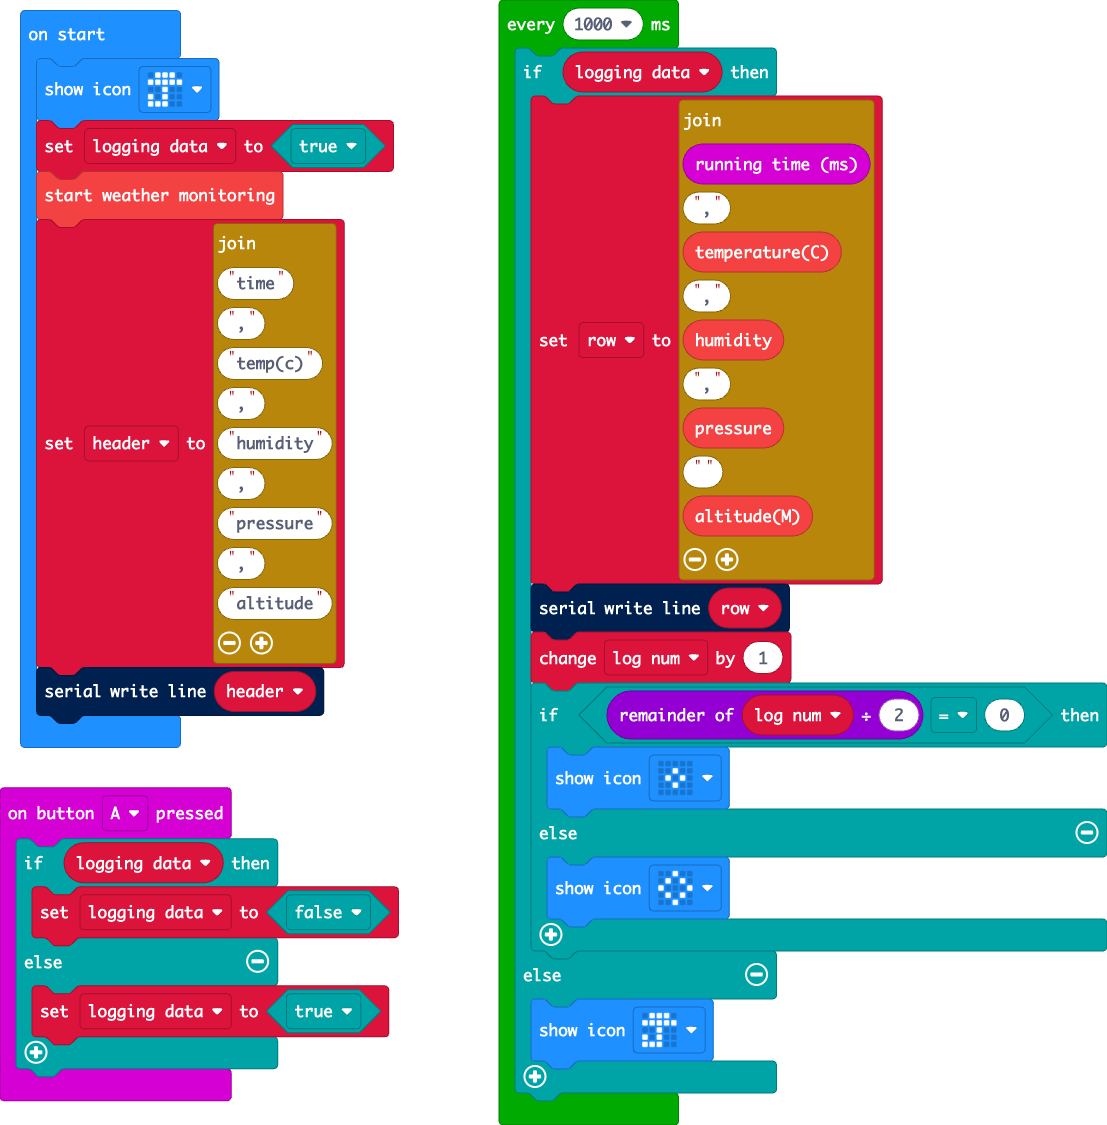 on start
show icon
set logging data to true
start weather monitoring
set header to
join
"time"
","
"temp(c)"
","
"humidity"
","
"pressure"
","
"altitude"
serial write line header
on button A pressed
if logging data then
set logging data to false
else
set logging data to true
every 1000 ms
if logging data then
set row to
join
running time (ms)
","
temperature(C)
","
humidity
","
pressure
""
altitude(M)
serial write line row
change log num by 1
if remainder of log num ÷ 2 = 0 then
show icon
else
show icon
else
show icon